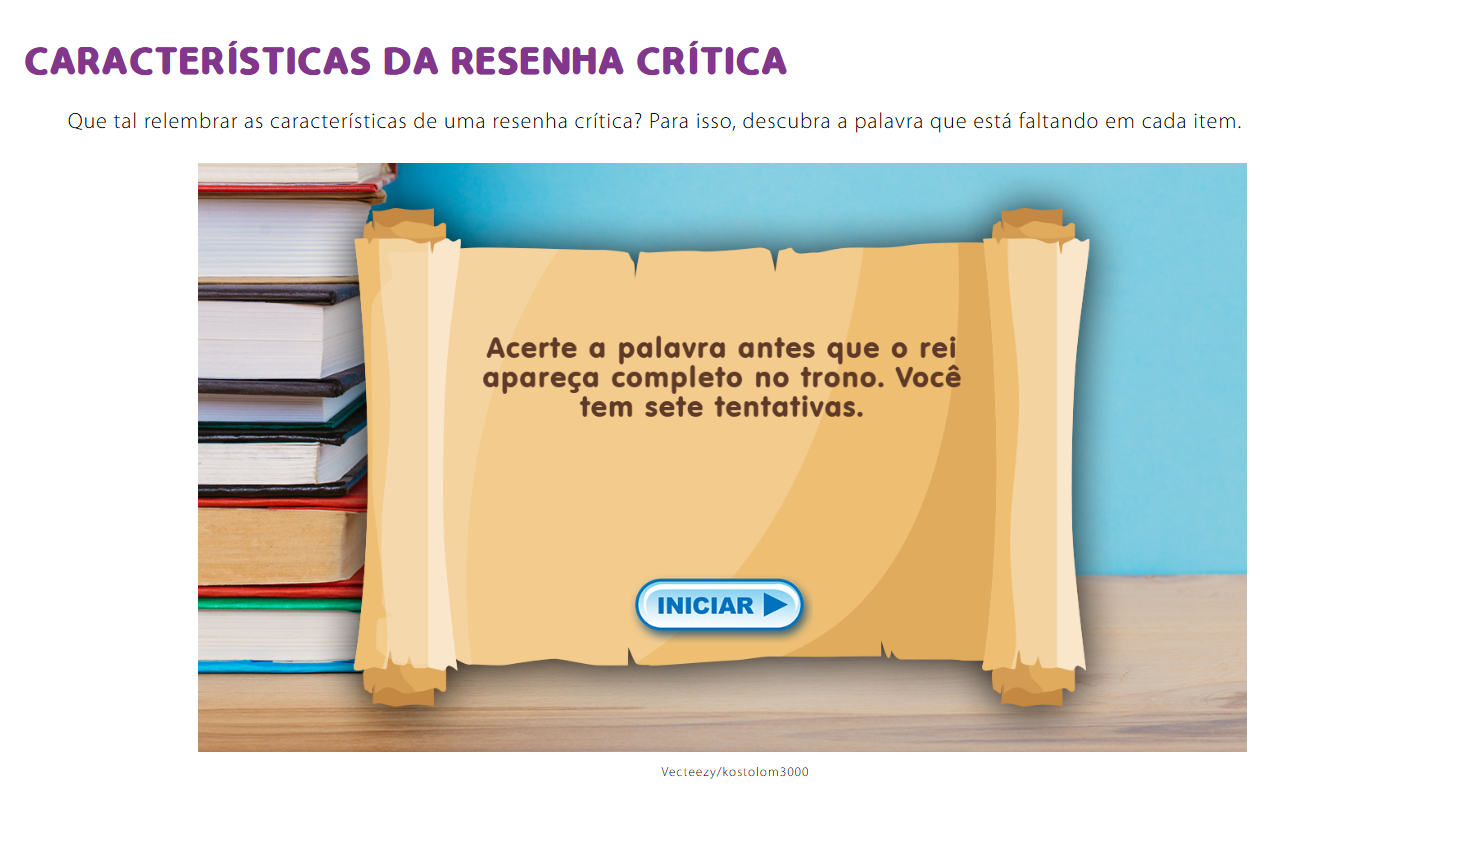 CARACTERÍSTICAS DA RESENHA CRÍTICA
Que tal relembrar as características de uma resenha crítica? Para isso, descubra a palavra que está faltando em cada item.
Acerte a palavra antes que o rei
apareça completo no trono. Você
tem sete tentativas.
INICIAR
Vecteezy/kostolom3000